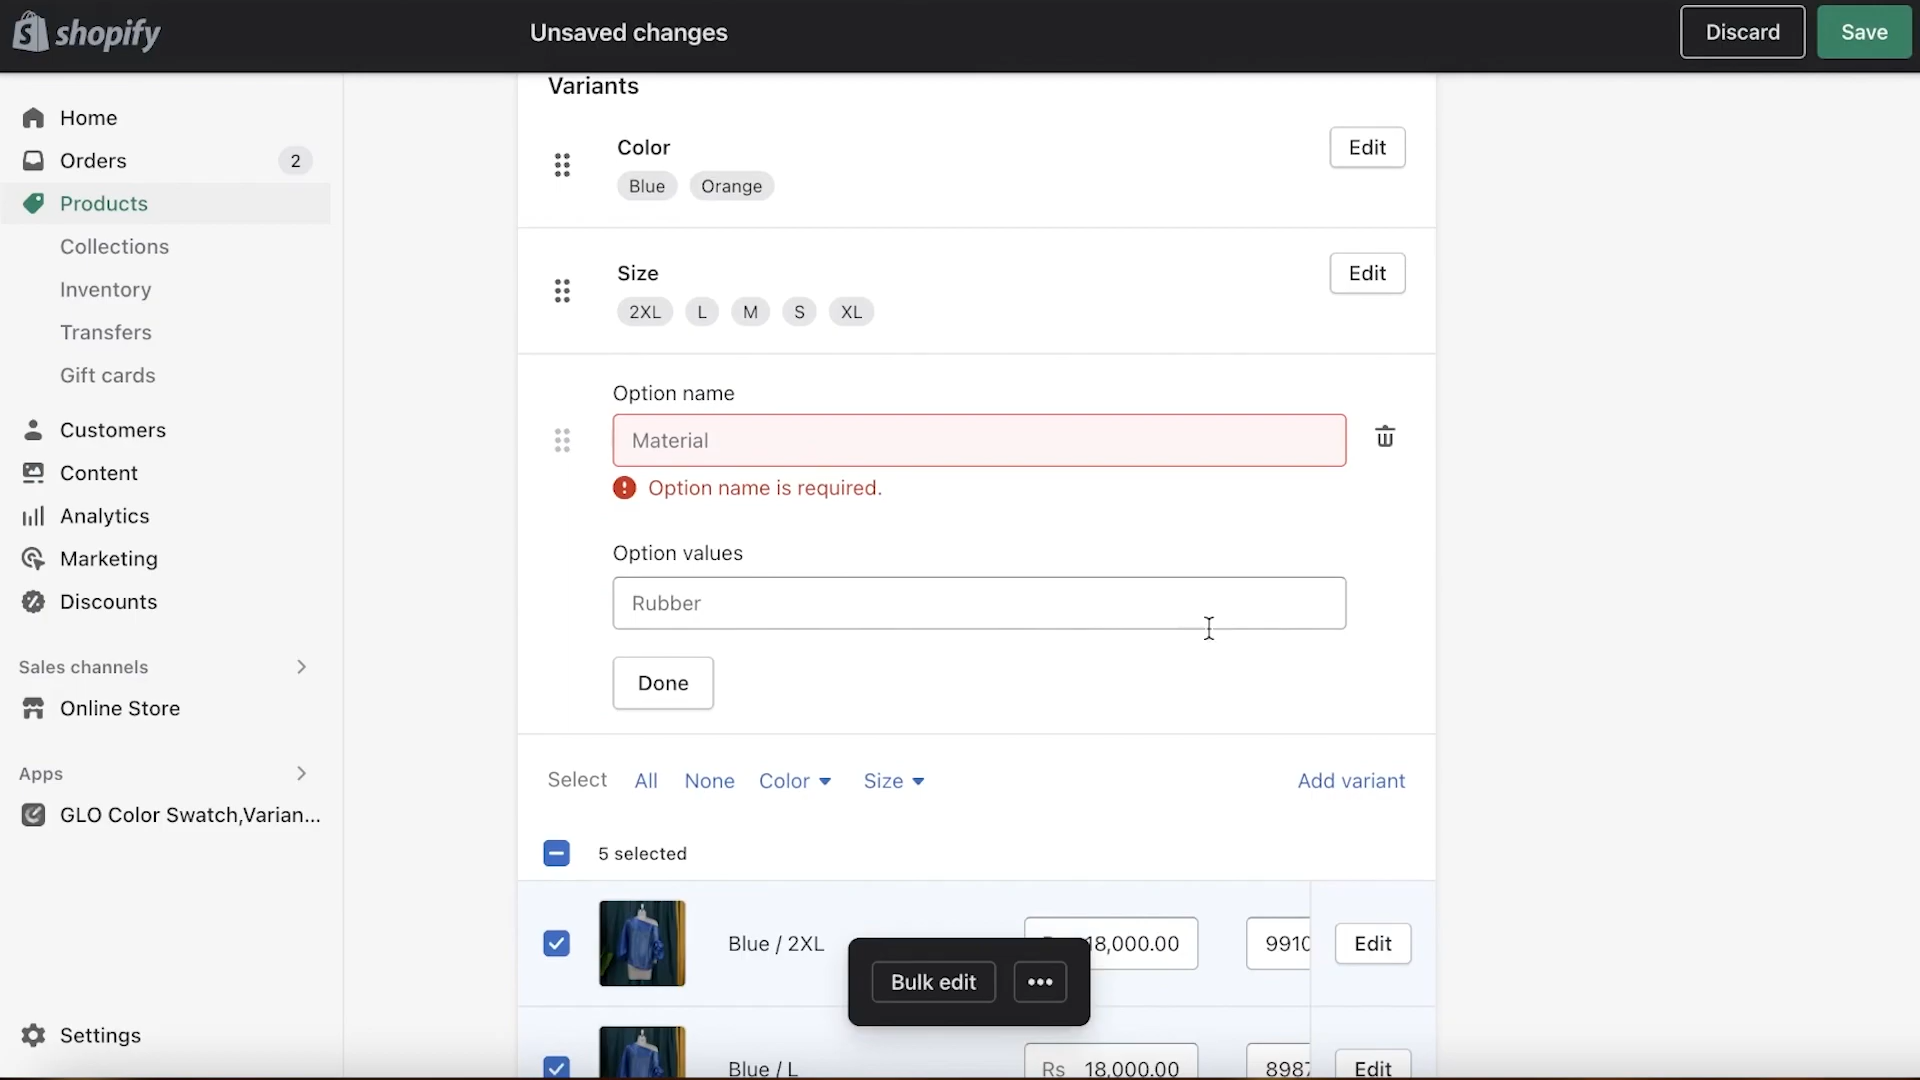 shopify
Unsaved changes
Discard
Save
Home
Orders
2
Products
Collections
Inventory
Transfers
Gift cards
Customers
Content
Analytics
Marketing
Discounts
Sales channels
Online Store
Apps
GLO Color Swatch,Varian...
Settings
Variants
Color
Edit
Blue
Orange
Size
Edit
2XL
L
M
S
XL
Option name
Material
Option name is required.
Option values
Rubber
Done
Select
All
None
Color
Size
Add variant
5 selected
Blue / 2XL
18,000.00
9910
Edit
Bulk edit
Blue / L
Rs 18,000.00
8987
Edit